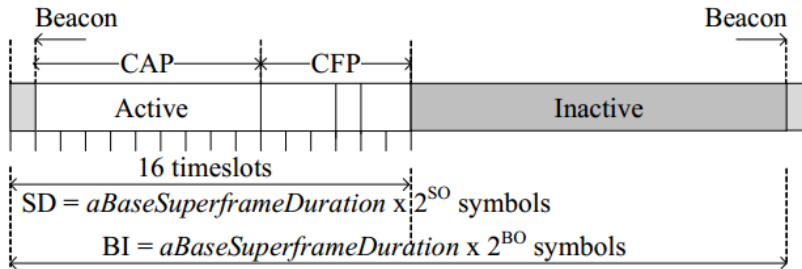 Beacon Beacon
CAP CFP
Active Inactive
16 timeslots
SD = aBaseSuperframeDuration x 2^SO symbols
BI = aBaseSuperframeDuration x 2^BO symbols